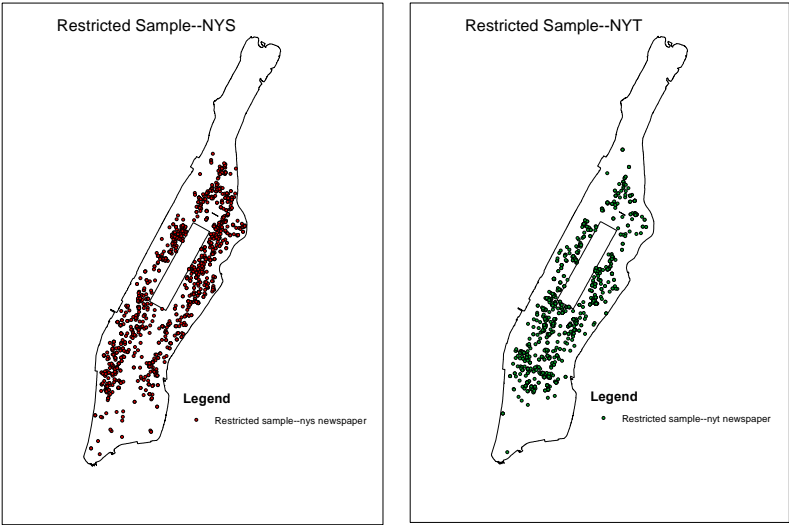 Restricted Sample--NYS
Legend
Restricted sample--nys newspaper
Restricted Sample--NYT
Legend
Restricted sample--nyt newspaper